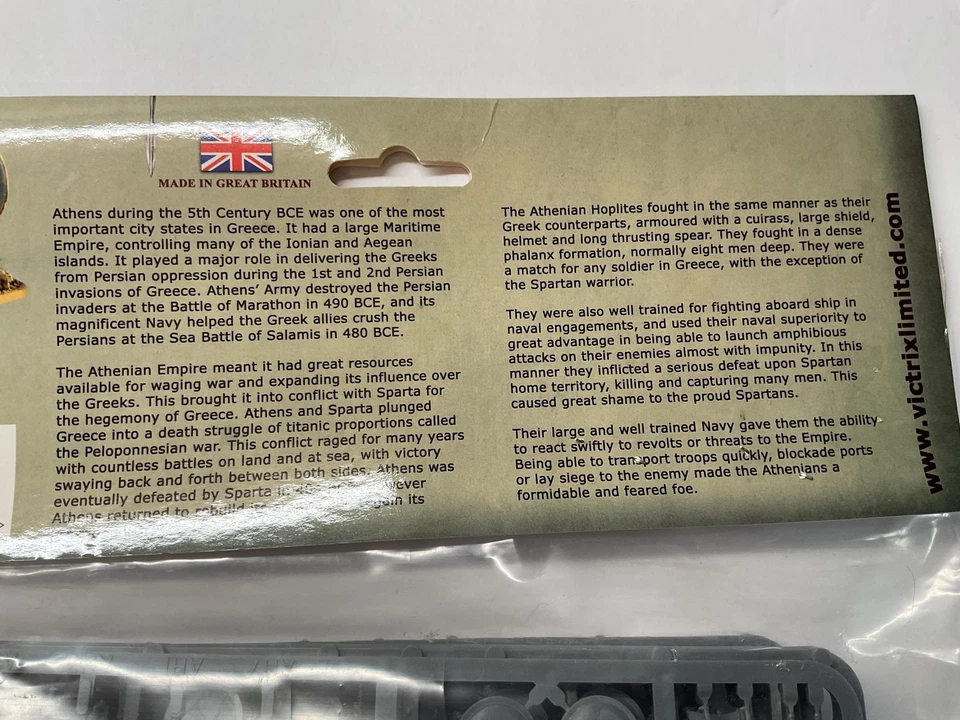 MADE IN GREAT BRITAIN
Athens during the 5th Century BCE was one of the most
important city states in Greece. It had a large Maritime
Empire, controlling many of the Ionian and Aegean
islands. It played a major role in delivering the Greeks
from Persian oppression during the 1st and 2nd Persian
invasions of Greece. Athens' Army destroyed the Persian
invaders at the Battle of Marathon in 490 BCE, and its
magnificent Navy helped the Greek allies crush the
Persians at the Sea Battle of Salamis in 480 BCE.
The Athenian Empire meant it had great resources
available for waging war and expanding its influence over
the Greeks. This brought it into conflict with Sparta for
the hegemony of Greece. Athens and Sparta plunged
Greece into a death struggle of titanic proportions called
the Peloponnesian war. This conflict raged for many years
with countless battles on land and at sea, with victory
swaying back and forth between both sides. Athens was
eventually defeated by Sparta in
Athens returned to rebuild its
The Athenian Hoplites fought in the same manner as their
Greek counterparts, armoured with a cuirass, large shield,
helmet and long thrusting spear. They fought in a dense
phalanx formation, normally eight men deep. They were
a match for any soldier in Greece, with the exception of
the Spartan warrior.
They were also well trained for fighting aboard ship in
naval engagements, and used their naval superiority to
great advantage in being able to launch amphibious
attacks on their enemies almost with impunity. In this
manner they inflicted a serious defeat upon Spartan
home territory, killing and capturing many men. This
caused great shame to the proud Spartans.
Their large and well trained Navy gave them the ability
to react swiftly to revolts or threats to the Empire.
Being able to transport troops quickly, blockade ports
or lay siege to the enemy made the Athenians a
formidable and feared foe.
www.victrixlimited.com